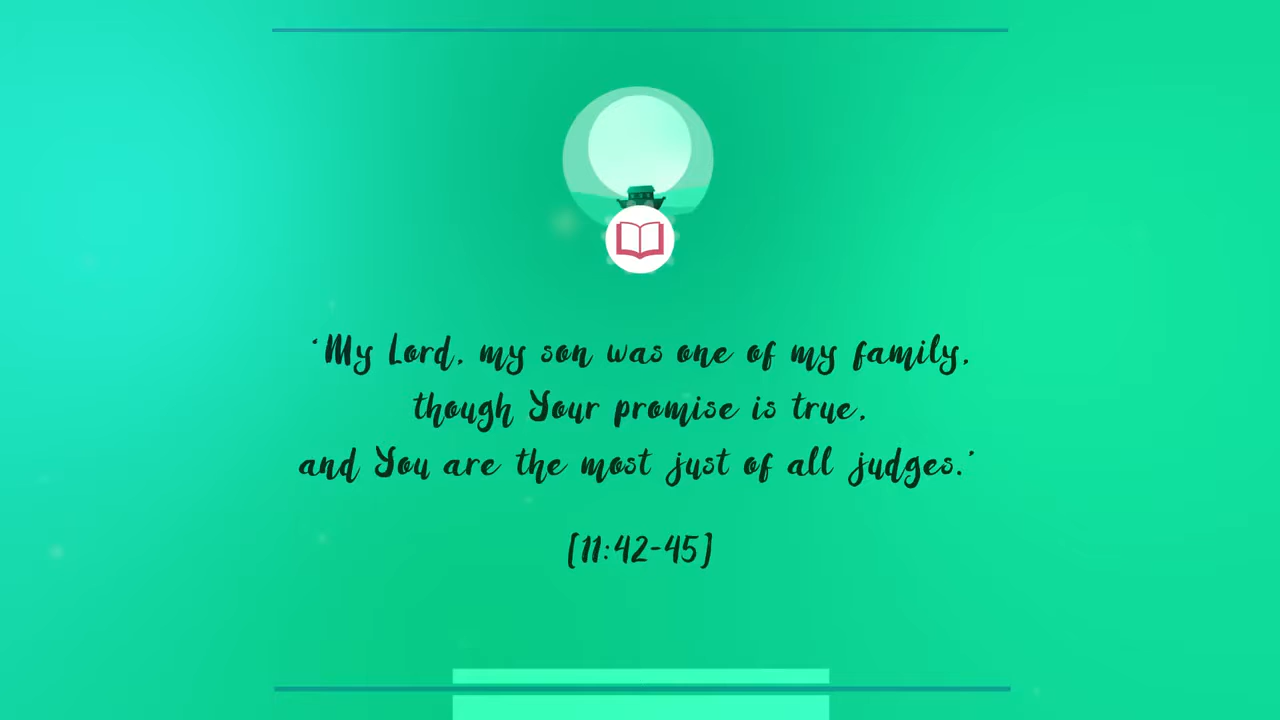 ‘My Lord, my son was one of my family,
though Your promise is true,
and You are the most just of all judges.’
[11:42-45]